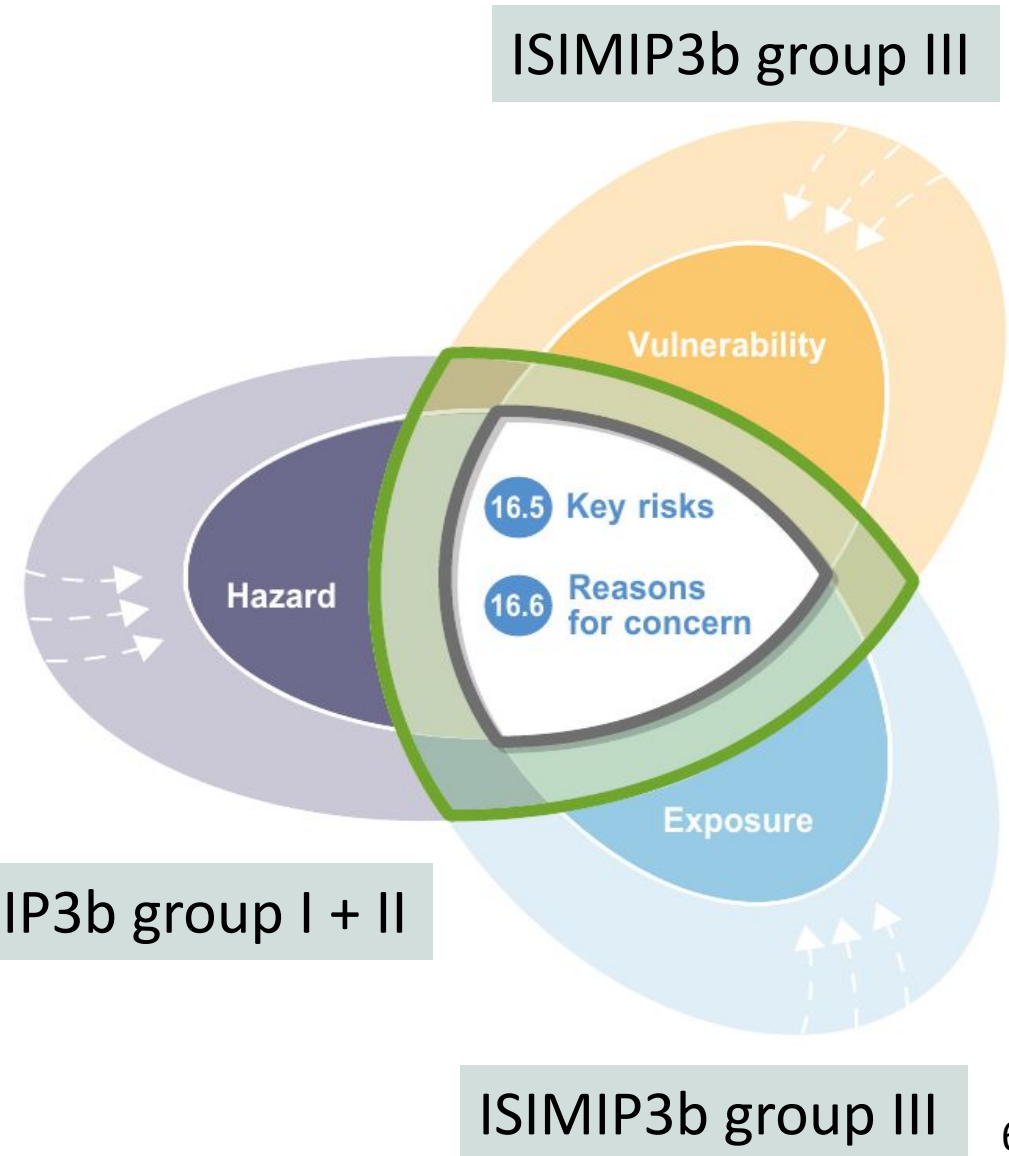 ISIMIP3b group III
Vulnerability
16.5 Key risks
Hazard
16.6 Reasons
for concern
Exposure
IP3b group I + II
ISIMIP3b group III
6